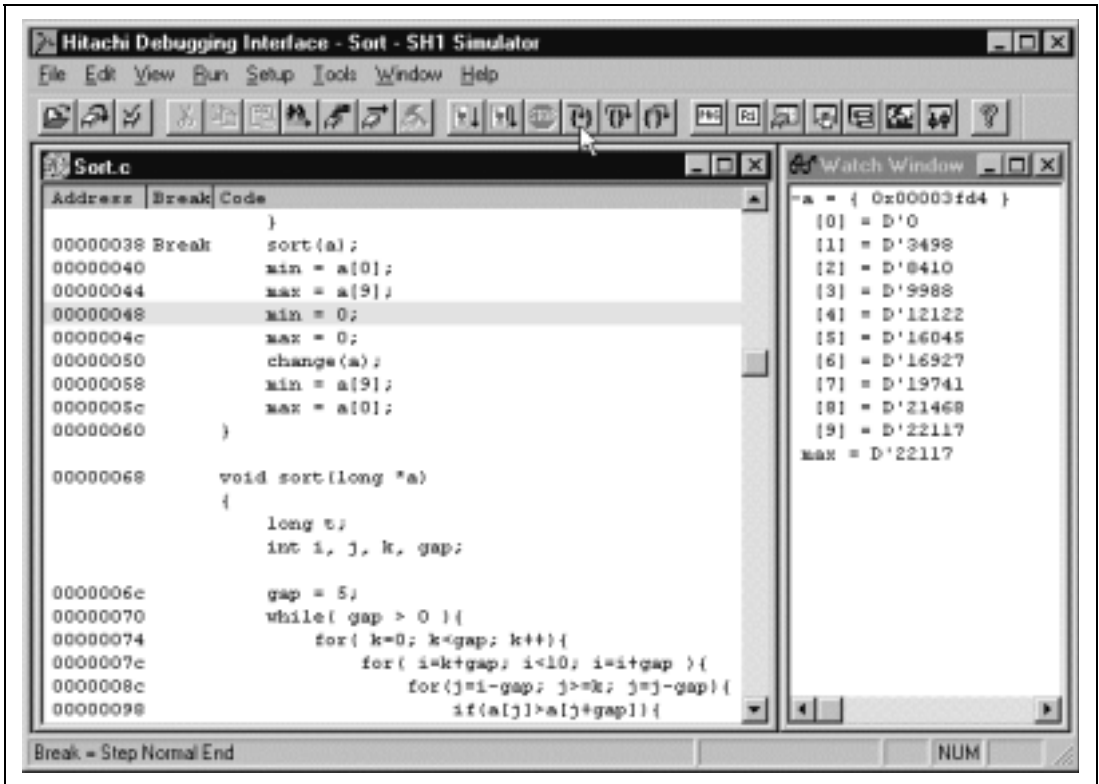 Hitachi Debugging Interface - Sort - SH1 Simulator
File Edit View Run Setup Tools Window Help
Sort.c
Address Break Code
}
00000038 Break sort(a);
00000040 min = a[0];
00000044 max = a[9];
00000048 min = 0;
0000004c max = 0;
00000050 change(a);
00000058 min = a[9];
0000005c max = a[0];
00000060 }
00000068 void sort(long *a)
{
long t;
int i, j, k, gap;
0000006c gap = 5;
00000070 while( gap > 0 ){
00000074 for( k=0; k<gap; k++){
0000007c for( i=k+gap; i<10; i=i+gap ){
0000008c for(j=i-gap; j>=k; j=j-gap){
00000098 if(a[j]>a[j+gap]){
Watch Window
-a = { 0x00003fd4 }
[0] = D'0
[1] = D'3498
[2] = D'8410
[3] = D'9988
[4] = D'12122
[5] = D'16045
[6] = D'16927
[7] = D'19741
[8] = D'21468
[9] = D'22117
max = D'22117
Break = Step Normal End
NUM